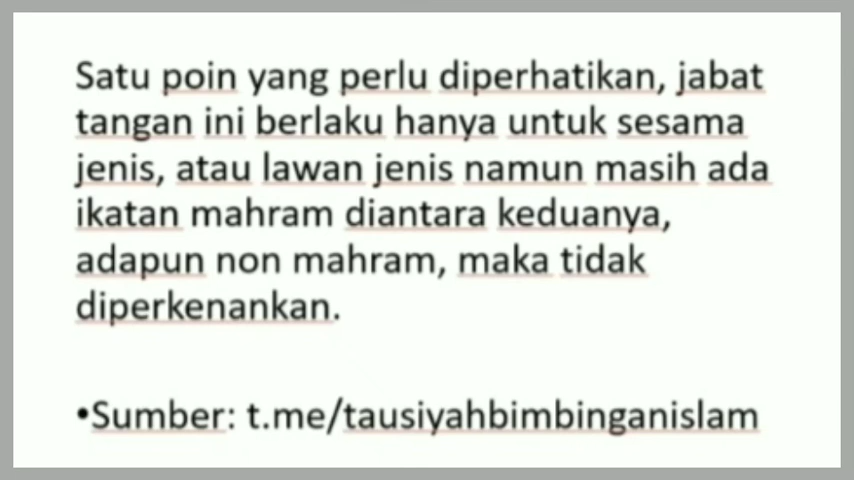 Satu poin yang perlu diperhatikan, jabat
tangan ini berlaku hanya untuk sesama
jenis, atau lawan jenis namun masih ada
ikatan mahram diantara keduanya,
adapun non mahram, maka tidak
diperkenankan.
•Sumber: t.me/tausiyahbimbinganislam